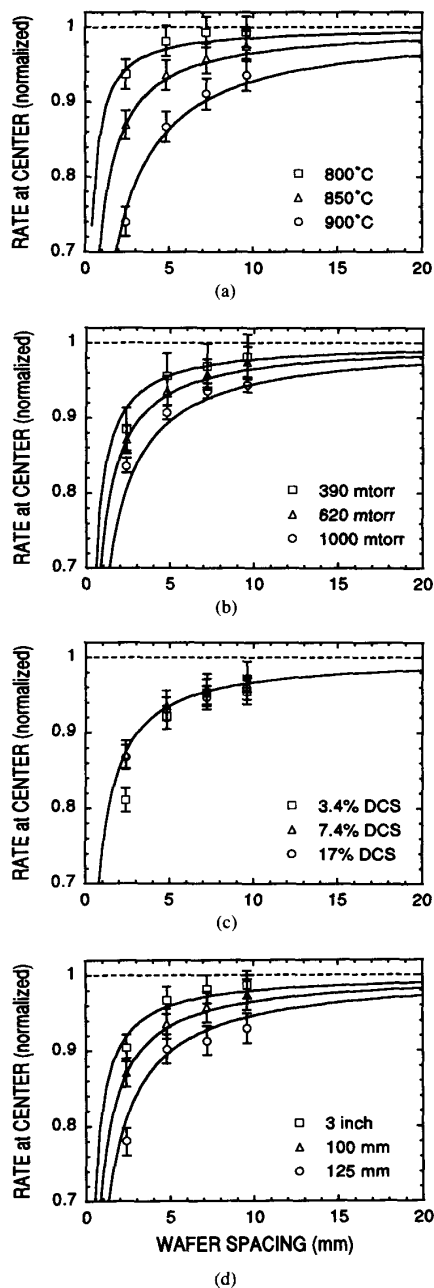 RATE at CENTER (normalized)
1
0.9
0.8
0.7
800°C
850°C
900°C
0 5 10 15 20
(a)
RATE at CENTER (normalized)
1
0.9
0.8
0.7
390 mtorr
620 mtorr
1000 mtorr
0 5 10 15 20
(b)
RATE at CENTER (normalized)
1
0.9
0.8
0.7
3.4% DCS
7.4% DCS
17% DCS
0 5 10 15 20
(c)
RATE at CENTER (normalized)
1
0.9
0.8
0.7
3 inch
100 mm
125 mm
0 5 10 15 20
WAFER SPACING (mm)
(d)